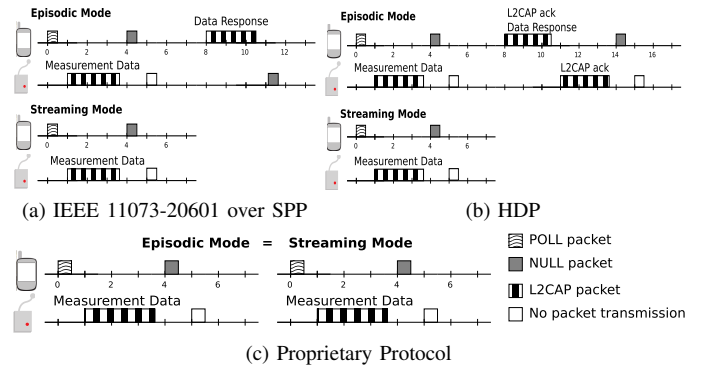 Episodic Mode
Data Response
0 2 4 6 8 10 12
Measurement Data
Streaming Mode
0 2 4 6
Measurement Data
(a) IEEE 11073-20601 over SPP
Episodic Mode
L2CAP ack
Data Response
0 2 4 6 8 10 12 14 16
Measurement Data
L2CAP ack
Streaming Mode
0 2 4 6
Measurement Data
(b) HDP
Episodic Mode = Streaming Mode
0 2 4 6 0 2 4 6
Measurement Data Measurement Data
(c) Proprietary Protocol
POLL packet
NULL packet
L2CAP packet
No packet transmission